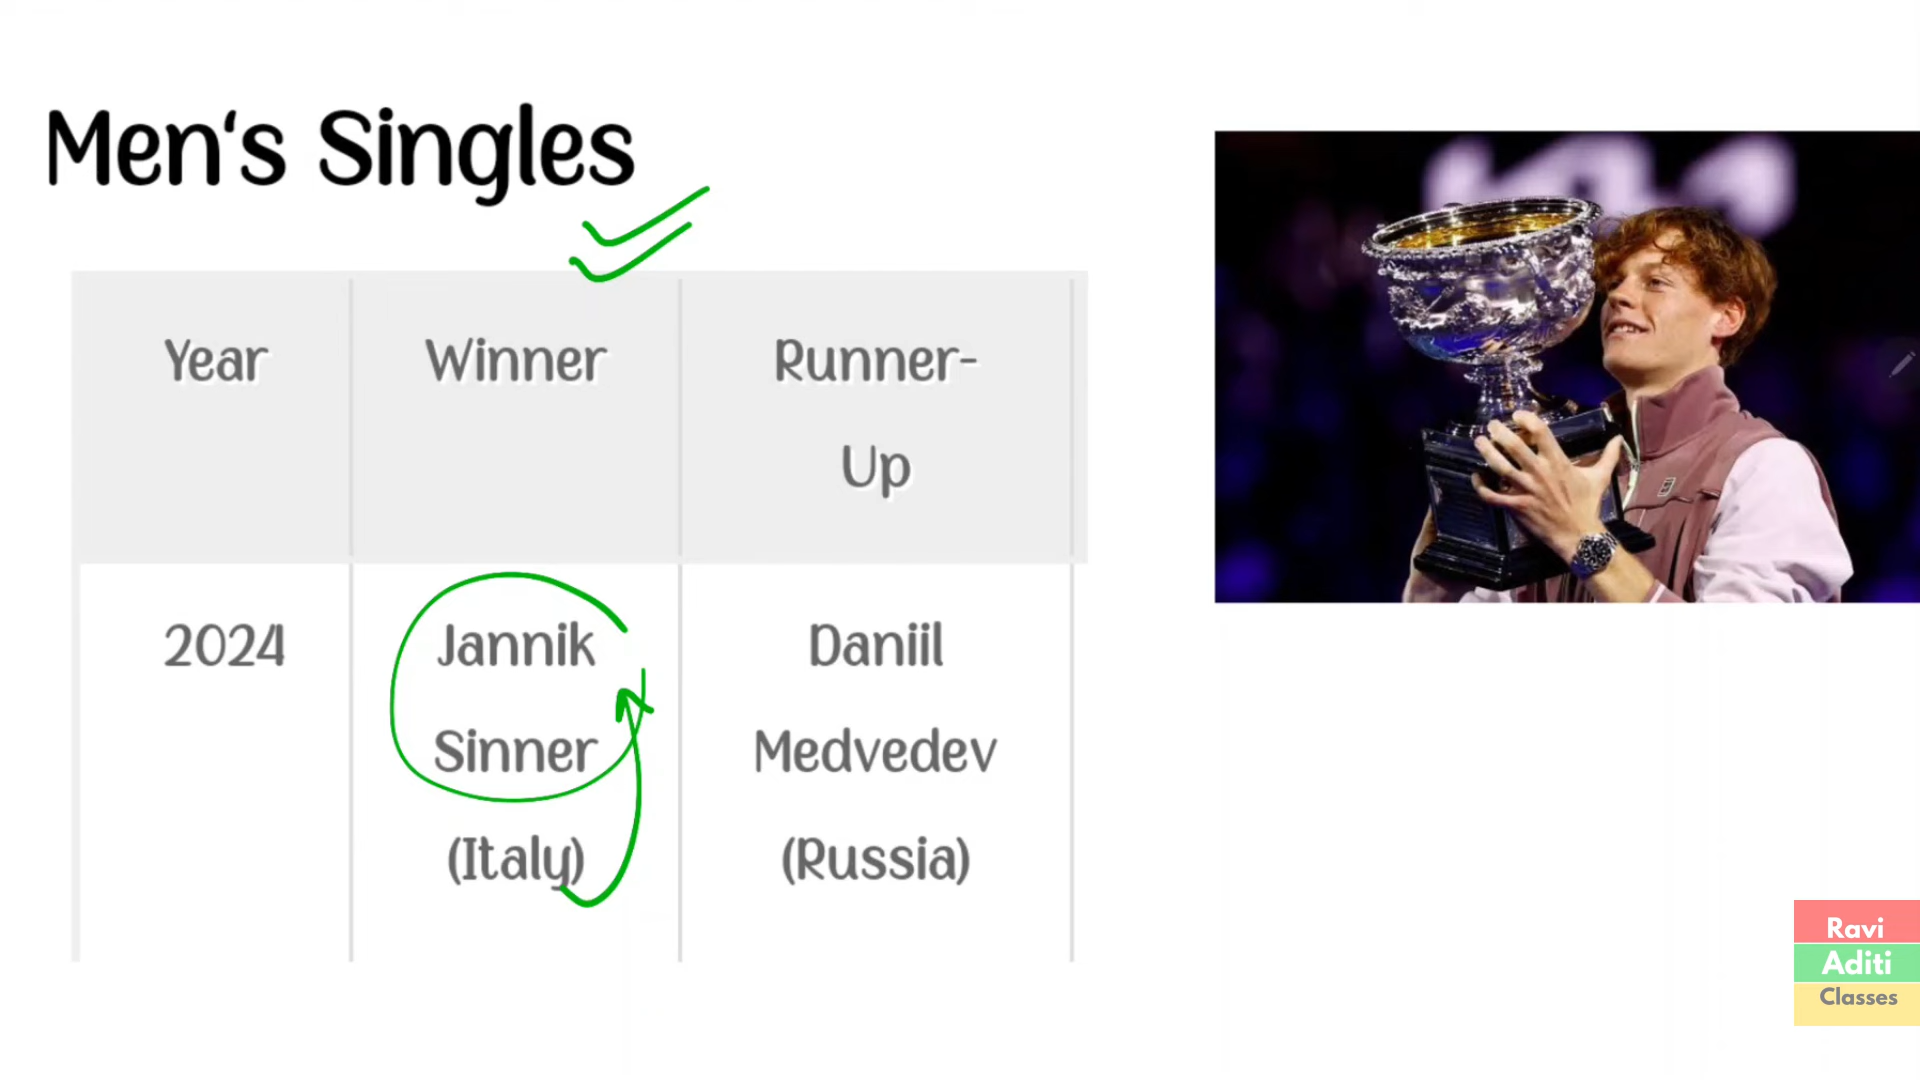 Men's Singles
Year
Winner
Runner-
Up
2024
Jannik
Sinner
(Italy)
Daniil
Medvedev
(Russia)
Ravi
Aditi
Classes